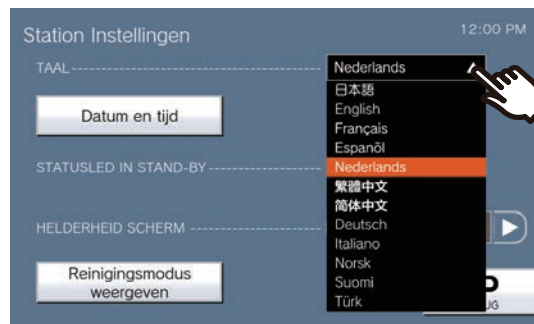 Station Instellingen
12:00 PM
TAAL
Nederlands
日本語
English
Français
Espanõl
Nederlands
繁體中文
简体中文
Deutsch
Italiano
Norsk
Suomi
Türk
Datum en tijd
STATUSLED IN STAND-BY
HELDERHEID SCHERM
Reinigingsmodus
weergeven